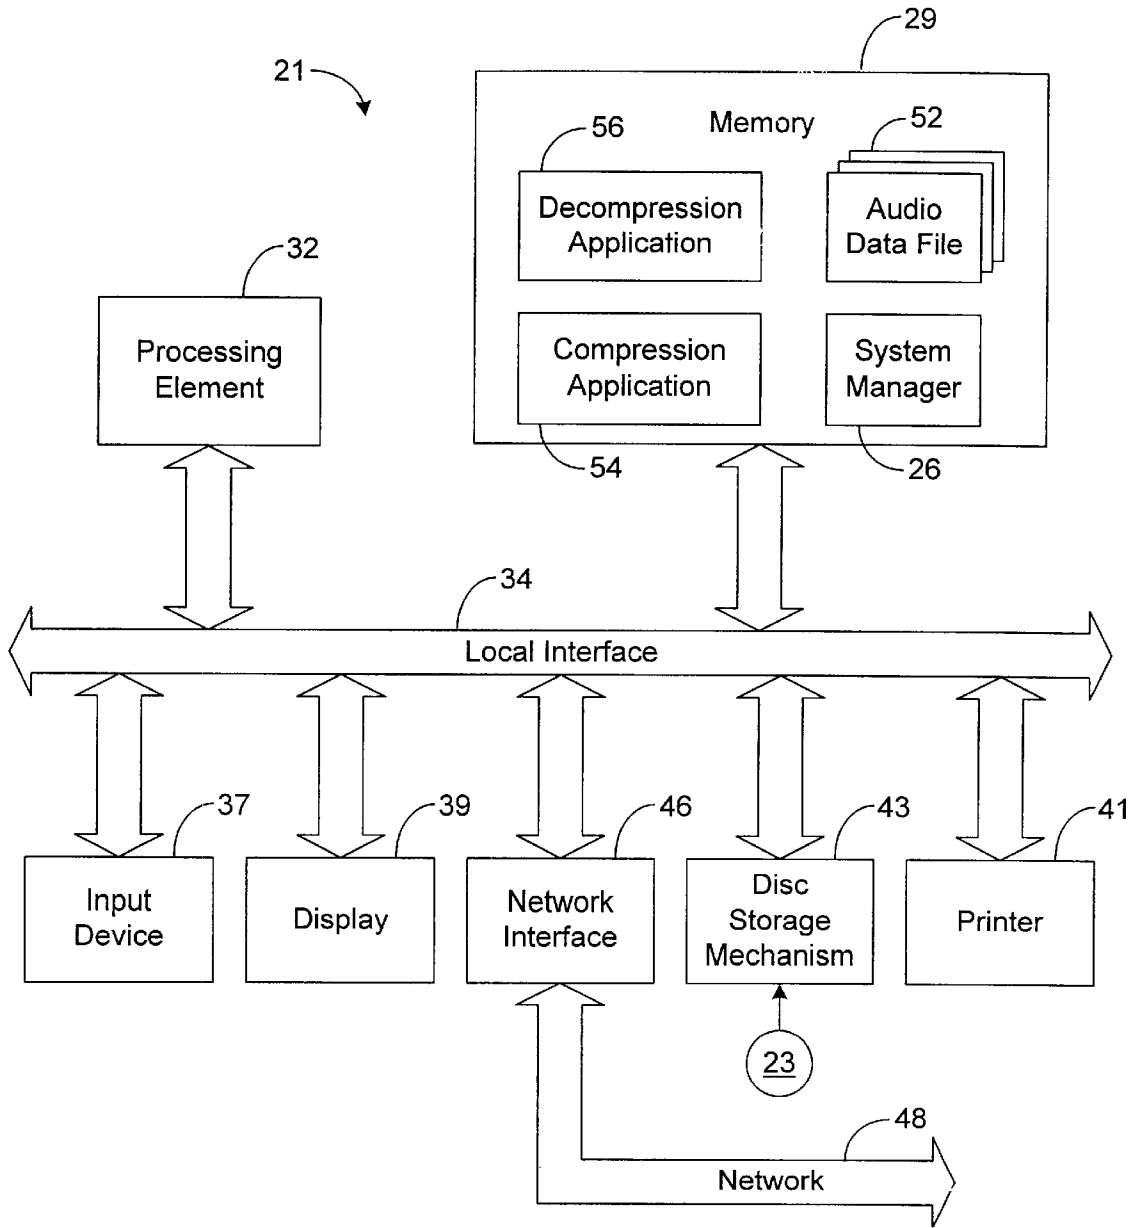 29
21
Memory
56
52
Decompression
Application
Audio
Data File
32
Processing
Element
Compression
Application
System
Manager
54
26
34
Local Interface
37
39
46
43
41
Input
Device
Display
Network
Interface
Disc
Storage
Mechanism
Printer
23
48
Network